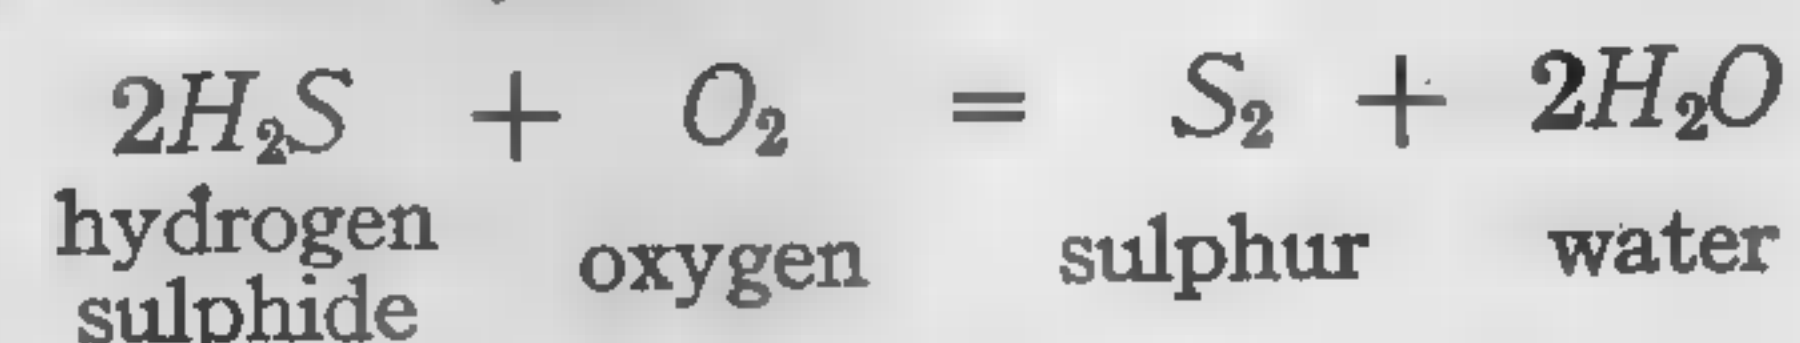 2H₂S + O₂ = S₂ + 2H₂O
hydrogen oxygen sulphur water
sulphide